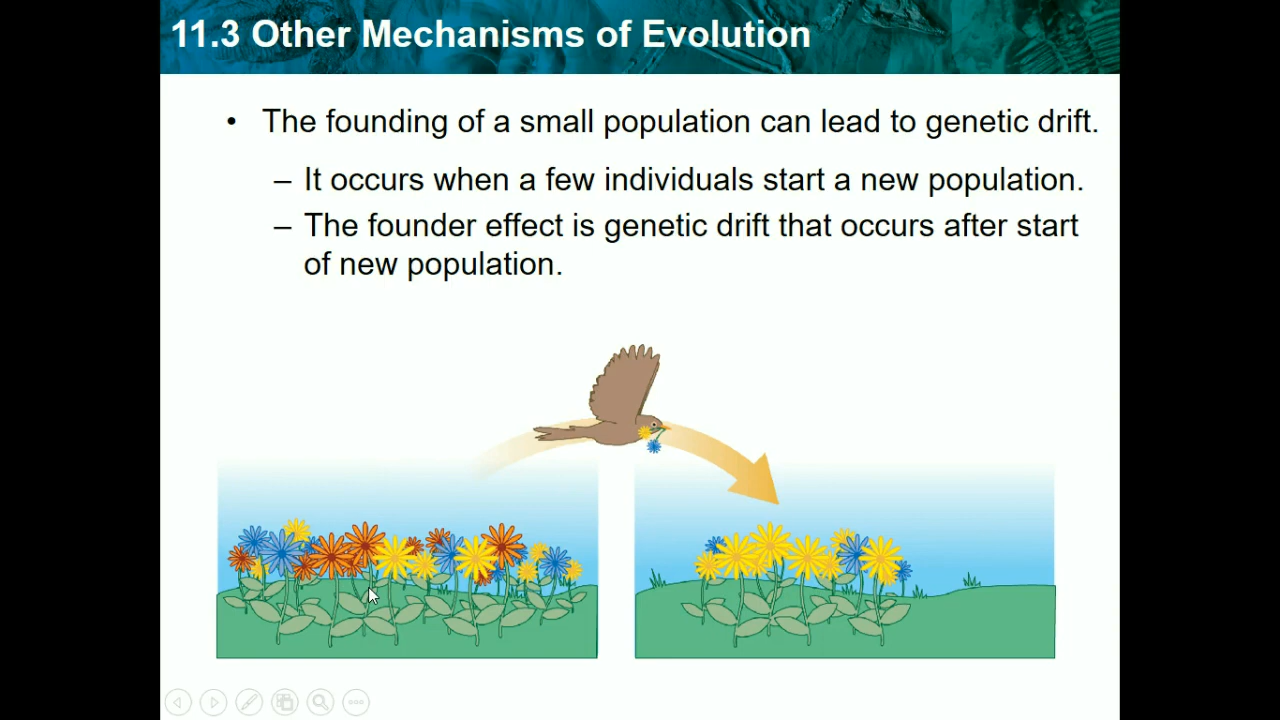 11.3 Other Mechanisms of Evolution
• The founding of a small population can lead to genetic drift.
– It occurs when a few individuals start a new population.
– The founder effect is genetic drift that occurs after start
of new population.